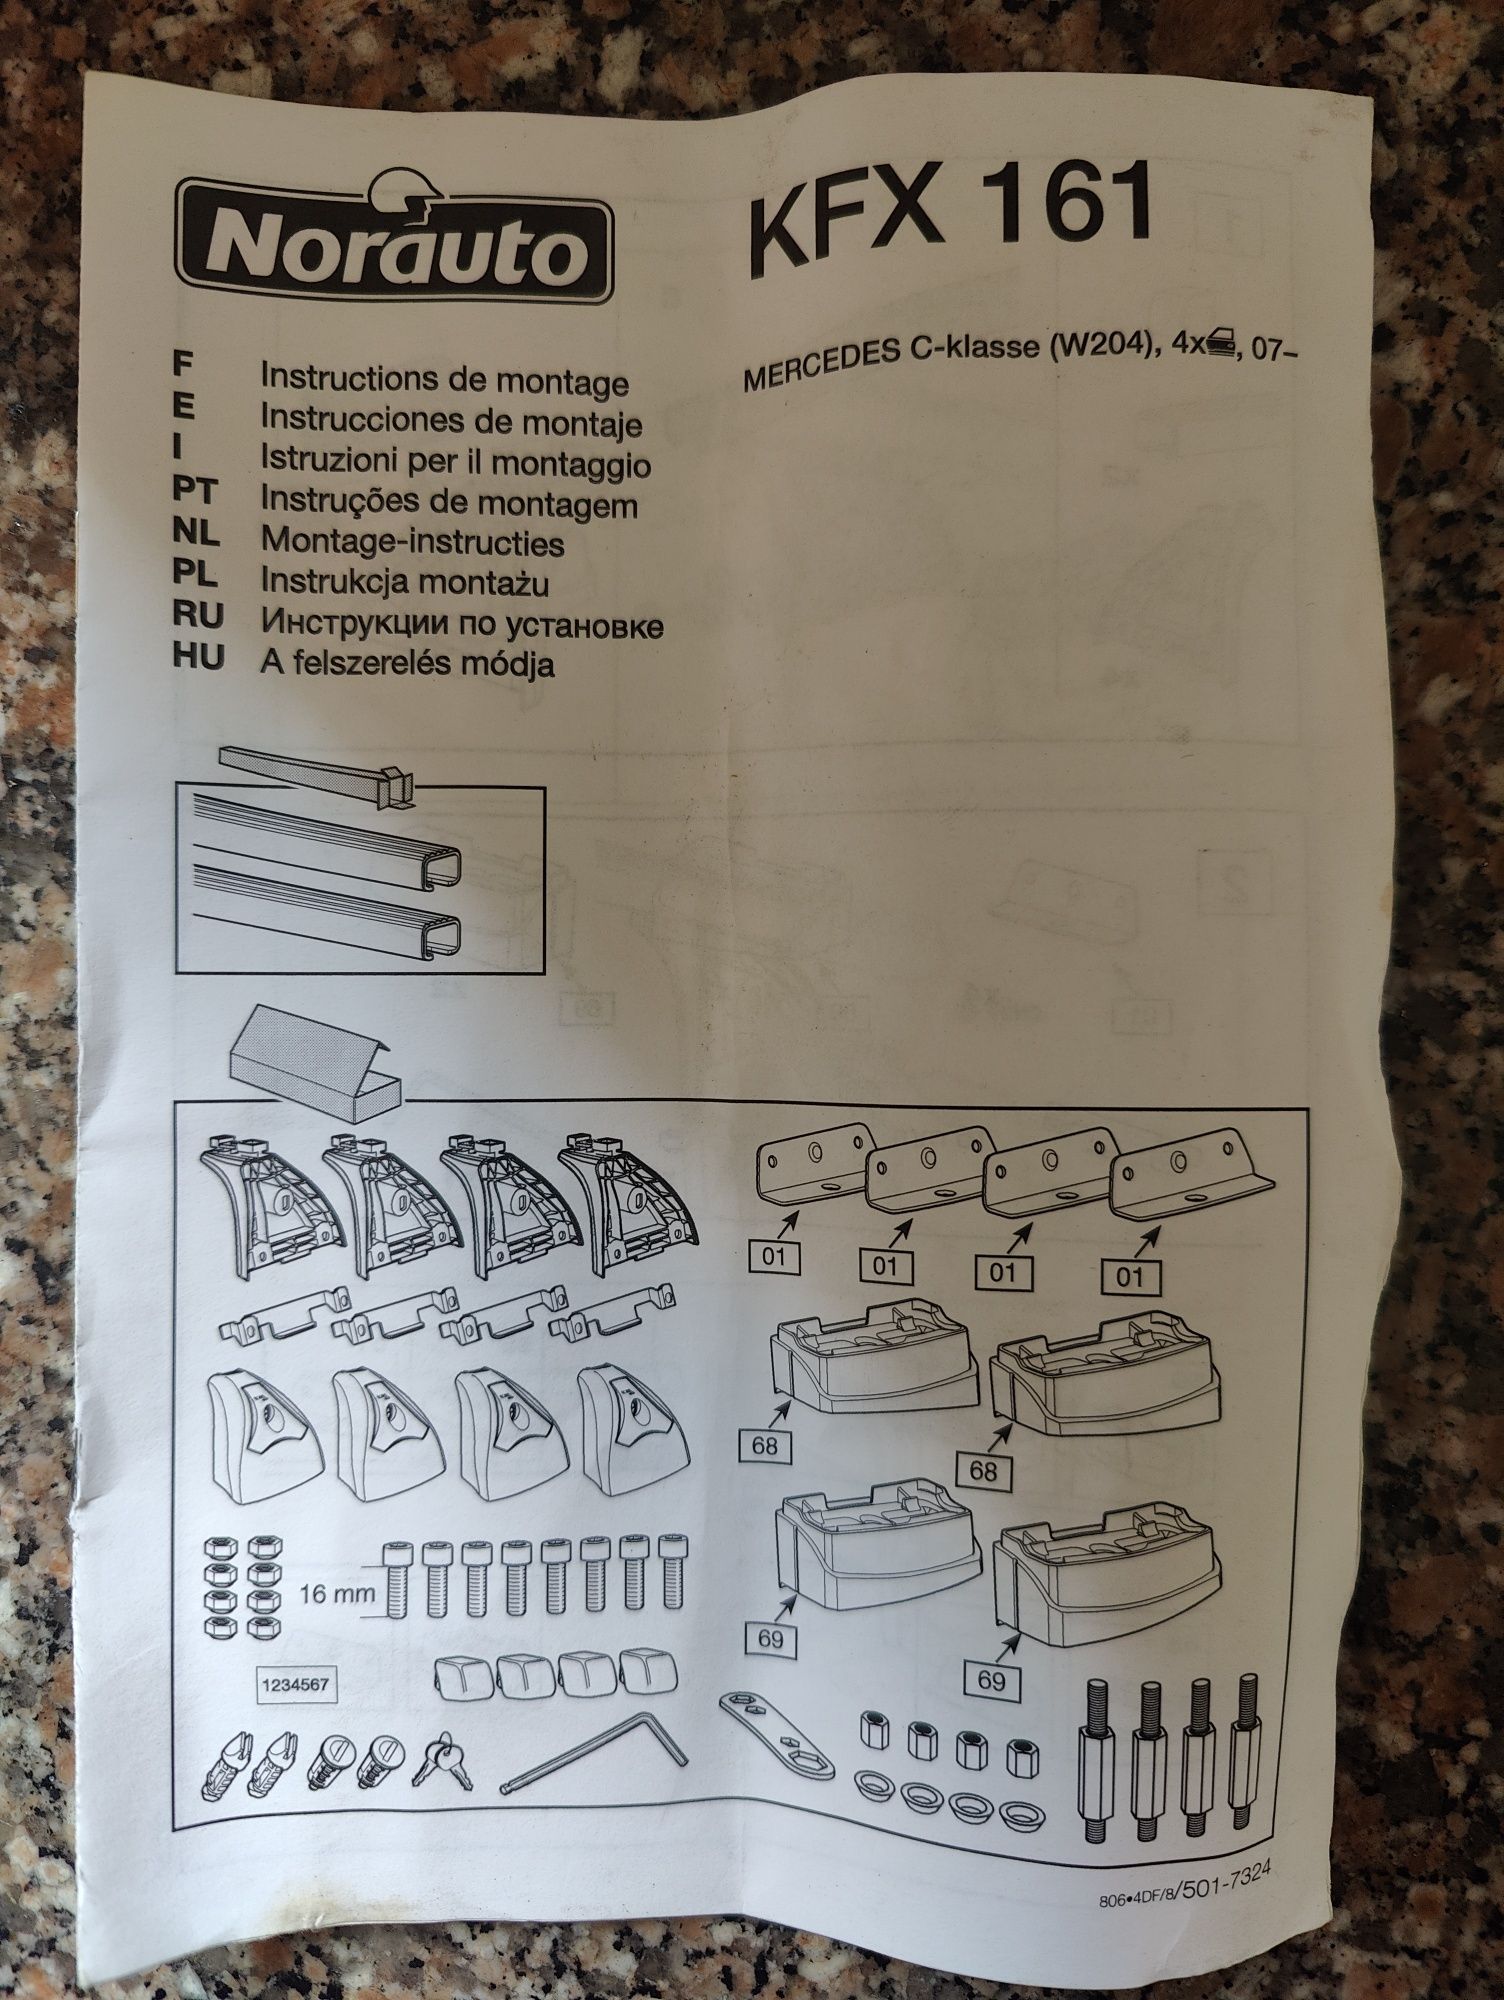 Norauto
KFX 161
MERCEDES C-klasse (W204), 4x, 07–
F Instructions de montage
E Instrucciones de montaje
I Istruzioni per il montaggio
PT Instruções de montagem
NL Montage-instructies
PL Instrukcja montażu
RU Инструкции по установке
HU A felszerelés módja
01
01
01
01
68
68
69
69
16 mm
1234567
806•4DF/8/501-7324